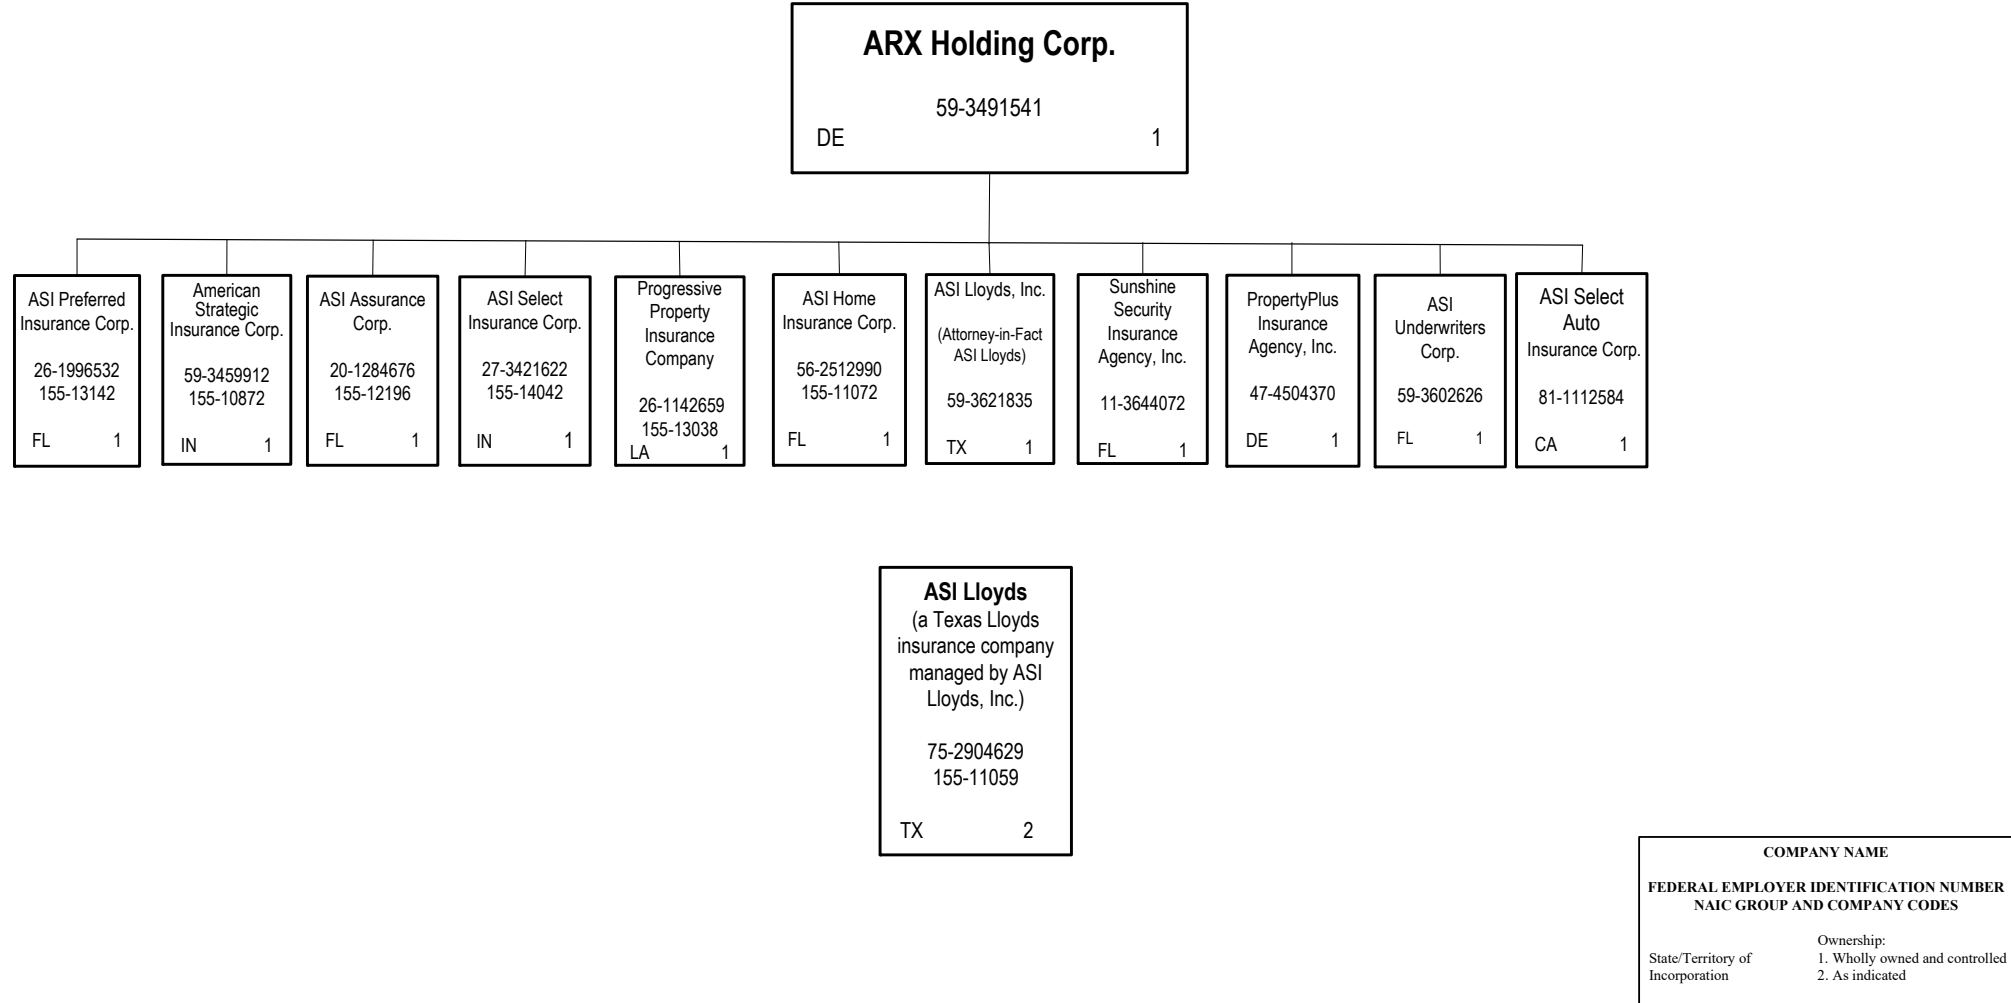 ARX Holding Corp.
59-3491541
DE 1
ASI Preferred
Insurance Corp.
26-1996532
155-13142
FL 1
American
Strategic
Insurance Corp.
59-3459912
155-10872
IN 1
ASI Assurance
Corp.
20-1284676
155-12196
FL 1
ASI Select
Insurance Corp.
27-3421622
155-14042
IN 1
Progressive
Property
Insurance
Company
26-1142659
155-13038
LA 1
ASI Home
Insurance Corp.
56-2512990
155-11072
FL 1
ASI Lloyds, Inc.
(Attorney-in-Fact
ASI Lloyds)
59-3621835
TX 1
Sunshine
Security
Insurance
Agency, Inc.
11-3644072
FL 1
PropertyPlus
Insurance
Agency, Inc.
47-4504370
DE 1
ASI
Underwriters
Corp.
59-3602626
FL 1
ASI Select
Auto
Insurance Corp.
81-1112584
CA 1
ASI Lloyds
(a Texas Lloyds
insurance company
managed by ASI
Lloyds, Inc.)
75-2904629
155-11059
TX 2
COMPANY NAME
FEDERAL EMPLOYER IDENTIFICATION NUMBER
NAIC GROUP AND COMPANY CODES
Ownership:
State/Territory of 1. Wholly owned and controlled
Incorporation 2. As indicated